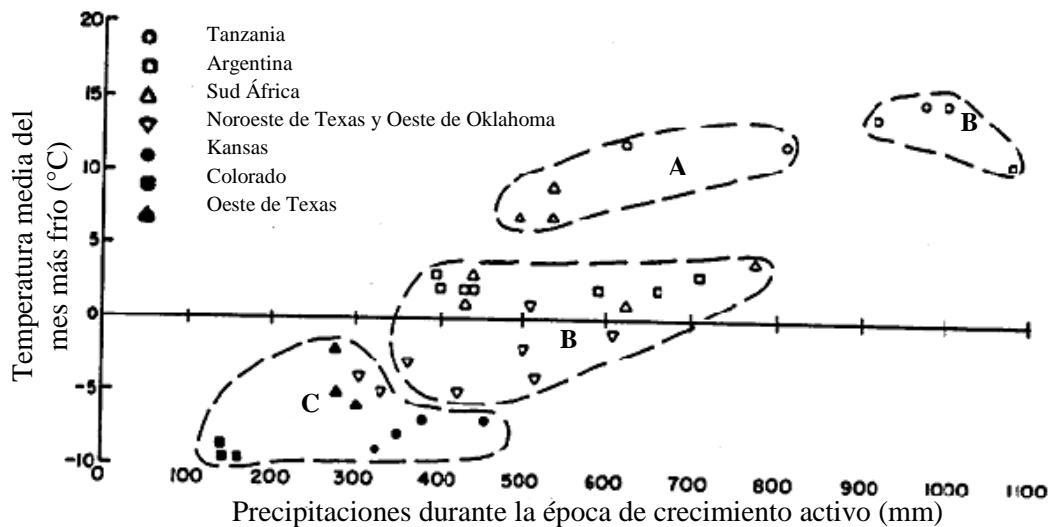 20
15
10
5
0
−5
−10
Temperatura media del
mes más frío (°C)
Tanzania
Argentina
Sud África
Noroeste de Texas y Oeste de Oklahoma
Kansas
Colorado
Oeste de Texas
A
B
B
C
0 100 200 300 400 500 600 700 800 900 1000 1100
Precipitaciones durante la época de crecimiento activo (mm)